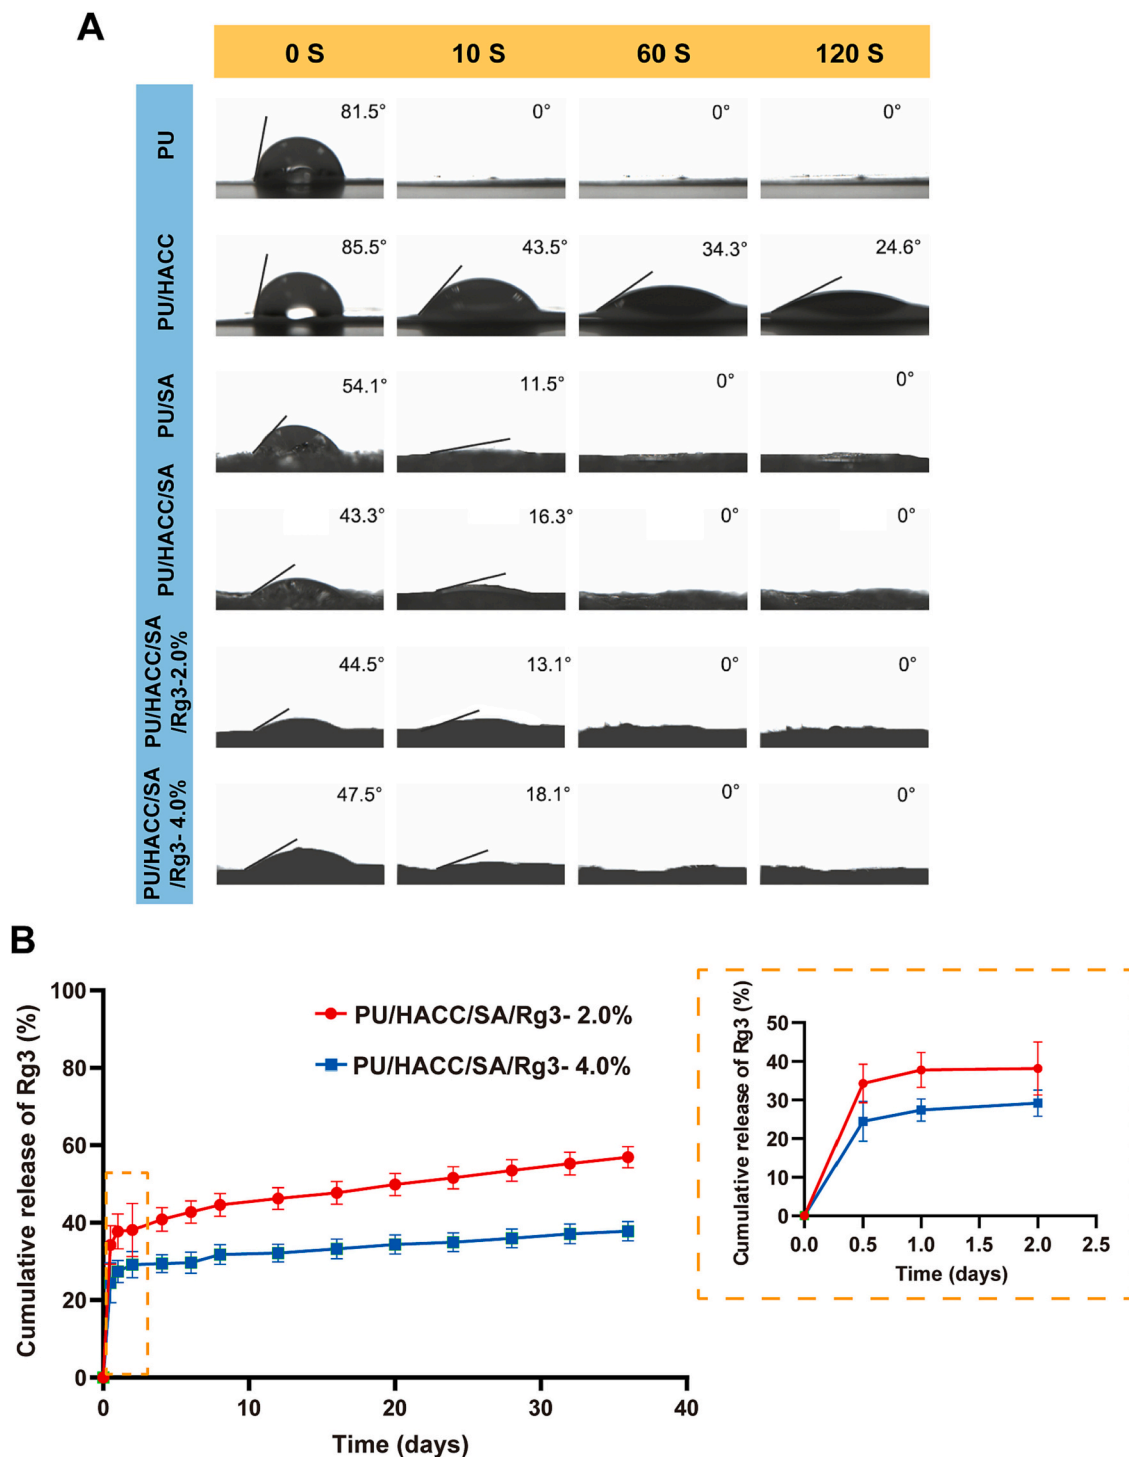 A
0 S 10 S 60 S 120 S
PU
81.5° 0° 0° 0°
PU/HACC
85.5° 43.5° 34.3° 24.6°
PU/SA
54.1° 11.5° 0° 0°
PU/HACC/SA
43.3° 16.3° 0° 0°
PU/HACC/SA
/Rg3-2.0%
44.5° 13.1° 0° 0°
PU/HACC/SA
/Rg3- 4.0%
47.5° 18.1° 0° 0°
B
Cumulative release of Rg3 (%)
100
80
60
40
20
0
0 10 20 30 40
Time (days)
PU/HACC/SA/Rg3- 2.0%
PU/HACC/SA/Rg3- 4.0%
Cumulative release of Rg3 (%)
50
40
30
20
10
0
0.0 0.5 1.0 1.5 2.0 2.5
Time (days)